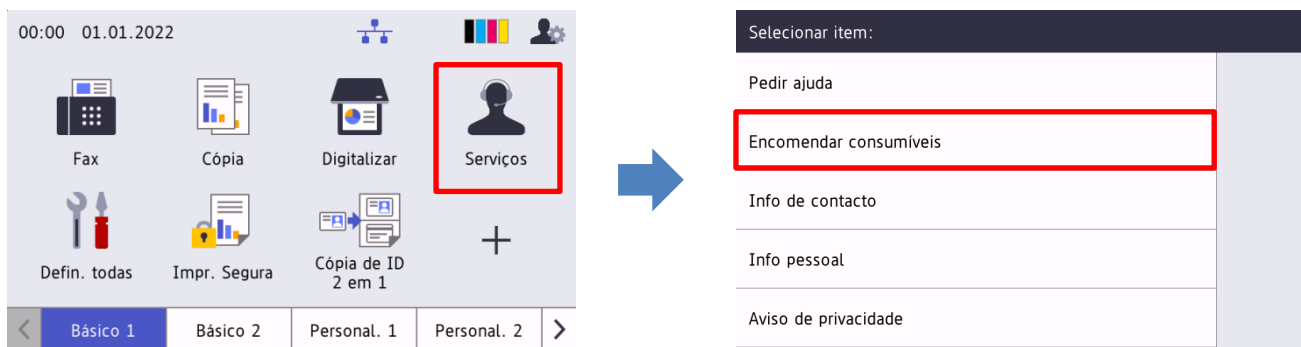 00:00 01.01.2022
Fax
Cópia
Digitalizar
Serviços
Defin. todas
Impr. Segura
Cópia de ID
2 em 1
Básico 1
Básico 2
Personal. 1
Personal. 2
Selecionar item:
Pedir ajuda
Encomendar consumíveis
Info de contacto
Info pessoal
Aviso de privacidade